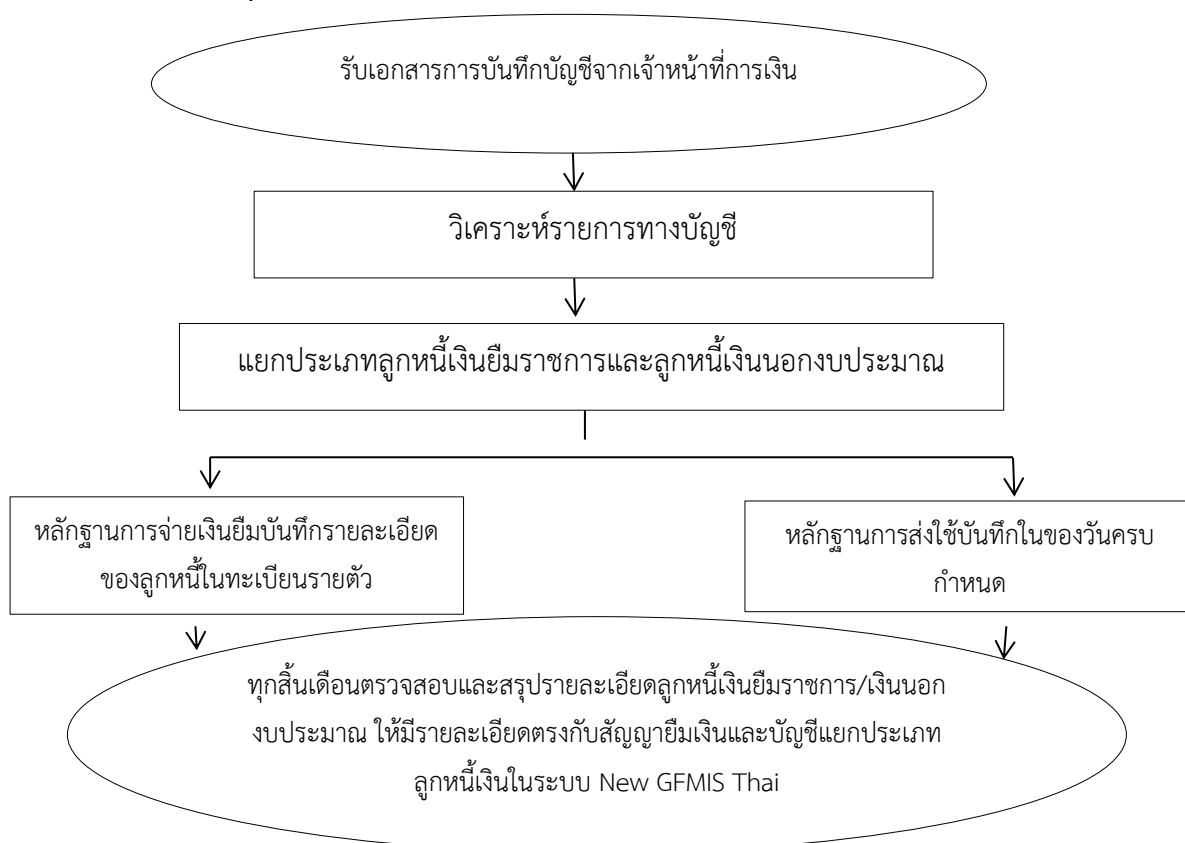 รับเอกสารการบันทึกบัญชีจากเจ้าหน้าที่การเงิน
วิเคราะห์รายการทางบัญชี
แยกประเภทลูกหนี้เงินยืมราชการและลูกหนี้เงินนอกงบประมาณ
หลักฐานการจ่ายเงินยืมบันทึกรายละเอียด
ของลูกหนี้ในทะเบียนรายตัว
หลักฐานการส่งใช้บันทึกในของวันครบ
กำหนด
ทุกสิ้นเดือนตรวจสอบและสรุปรายละเอียดลูกหนี้เงินยืมราชการ/เงินนอก
งบประมาณ ให้มีรายละเอียดตรงกับสัญญายืมเงินและบัญชีแยกประเภท
ลูกหนี้เงินในระบบ New GFMIS Thai